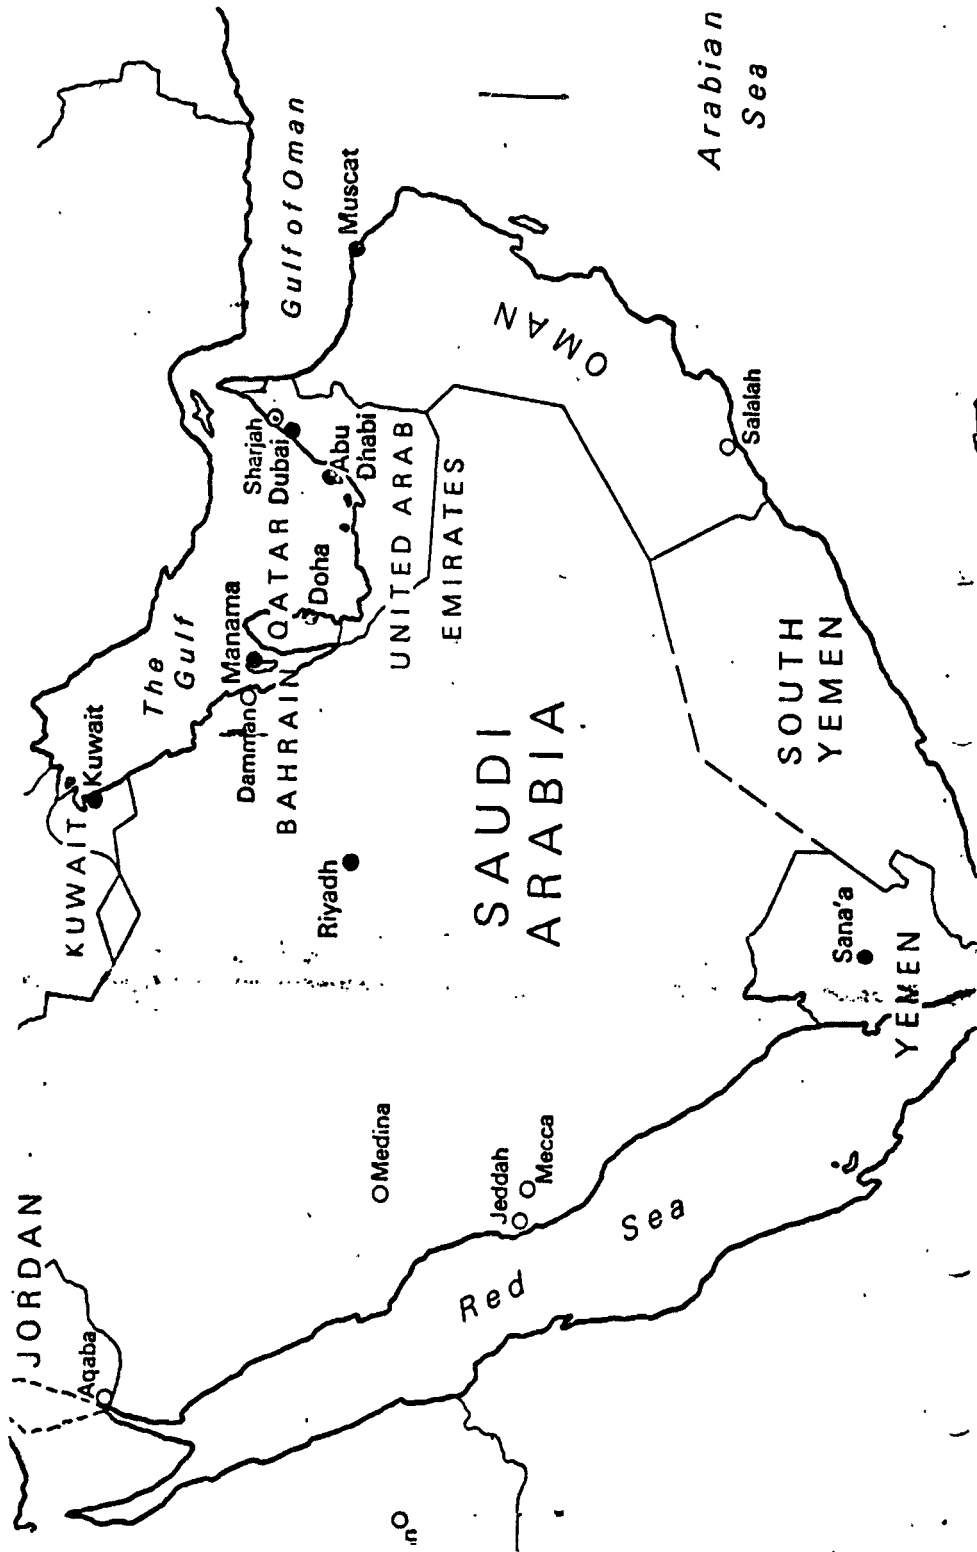 JORDAN
Aqaba
KUWAIT
Kuwait
The
Gulf
Dammam
Manama
BAHRAIN
QATAR
Doha
Sharjah
Dubai
Abu
Dhabi
UNITED ARAB
EMIRATES
Gulf of Oman
Muscat
OMAN
Riyadh
Medina
Jeddah
Mecca
SAUDI
ARABIA
Red Sea
Salalah
SOUTH
YEMEN
Sana'a
YEMEN
Arabian
Sea
n